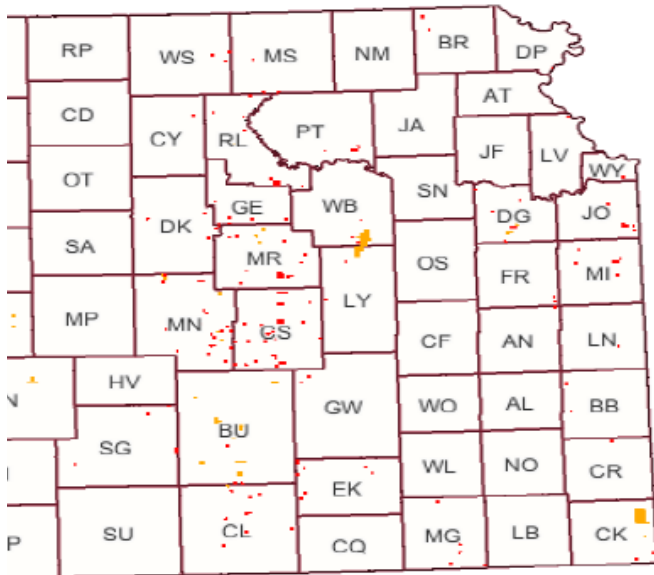 RP WS MS NM BR DP
CD CY RL PT JA AT
OT JF LV WY
GE WB SN DG JO
SA DK MR OS FR MI
MP MN CS LY CF AN LN
N HV GW WO AL BB
SG BU WL NO CR
EK
P SU CL CQ MG LB CK